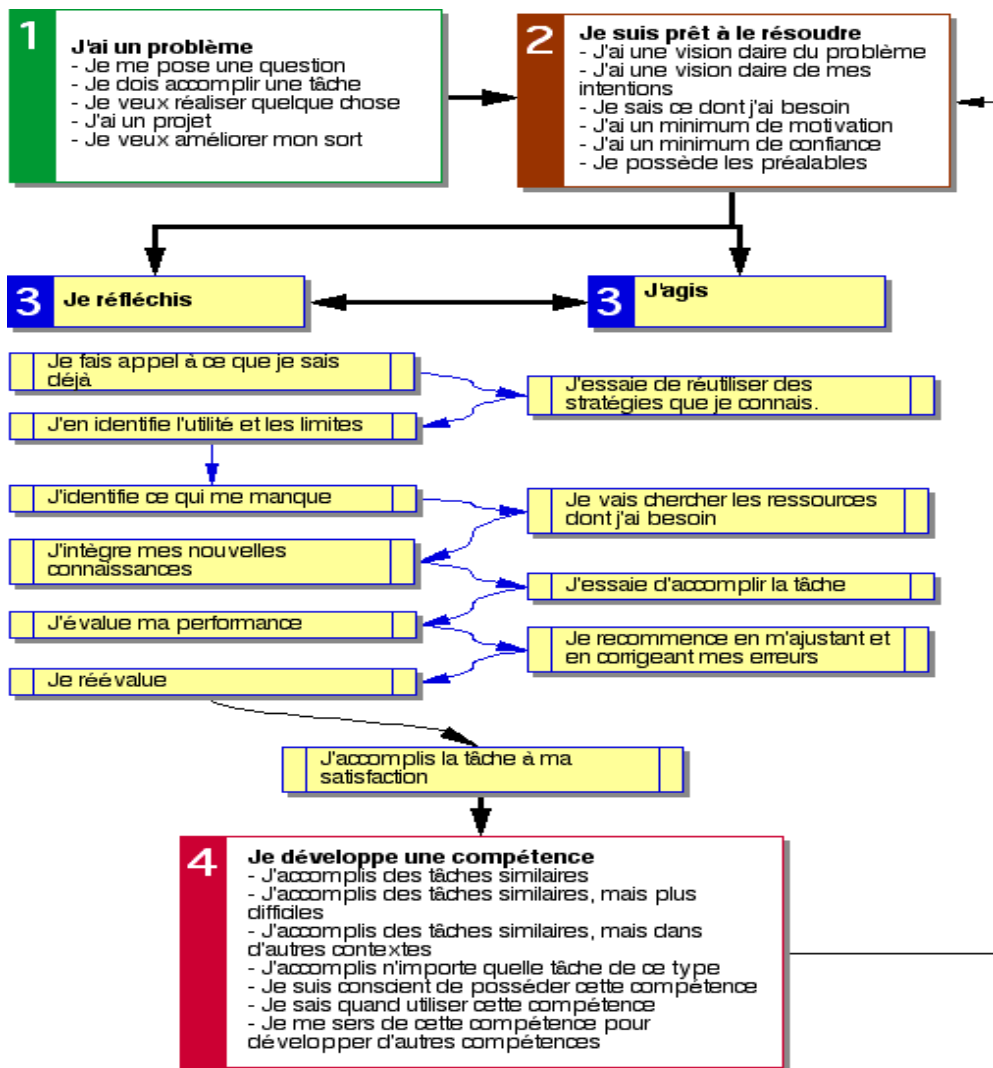 1
J'ai un problème
- Je me pose une question
- Je dois accomplir une tâche
- Je veux réaliser quelque chose
- J'ai un projet
- Je veux améliorer mon sort
2
Je suis prêt à le résoudre
- J'ai une vision claire du problème
- J'ai une vision claire de mes
intentions
- Je sais ce dont j'ai besoin
- J'ai un minimum de motivation
- J'ai un minimum de confiance
- Je possède les préalables
3
Je réfléchis
3
J'agis
Je fais appel à ce que je sais
déjà
J'essaie de réutiliser des
stratégies que je connais.
J'en identifie l'utilité et les limites
J'identifie ce qui me manque
Je vais chercher les ressources
dont j'ai besoin
J'intègre mes nouvelles
connaissances
J'essaie d'accomplir la tâche
J'évalue ma performance
Je recommence en m'ajustant et
en corrigeant mes erreurs
Je réévalue
J'accomplis la tâche à ma
satisfaction
4
Je développe une compétence
- J'accomplis des tâches similaires
- J'accomplis des tâches similaires, mais plus
difficiles
- J'accomplis des tâches similaires, mais dans
d'autres contextes
- J'accomplis n'importe quelle tâche de ce type
- Je suis conscient de posséder cette compétence
- Je sais quand utiliser cette compétence
- Je me sers de cette compétence pour
développer d'autres compétences